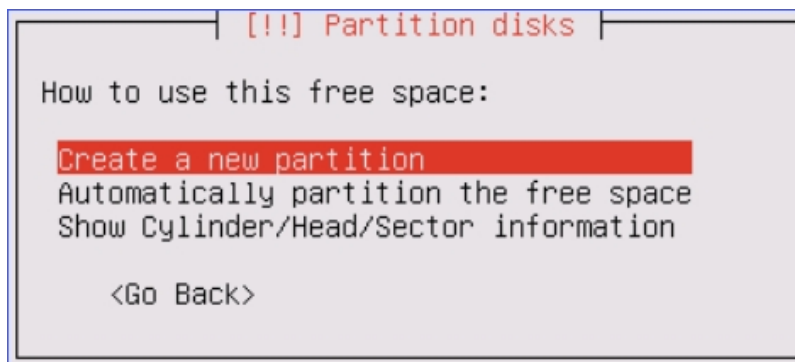 [!!] Partition disks
How to use this free space:
Create a new partition
Automatically partition the free space
Show Cylinder/Head/Sector information
<Go Back>